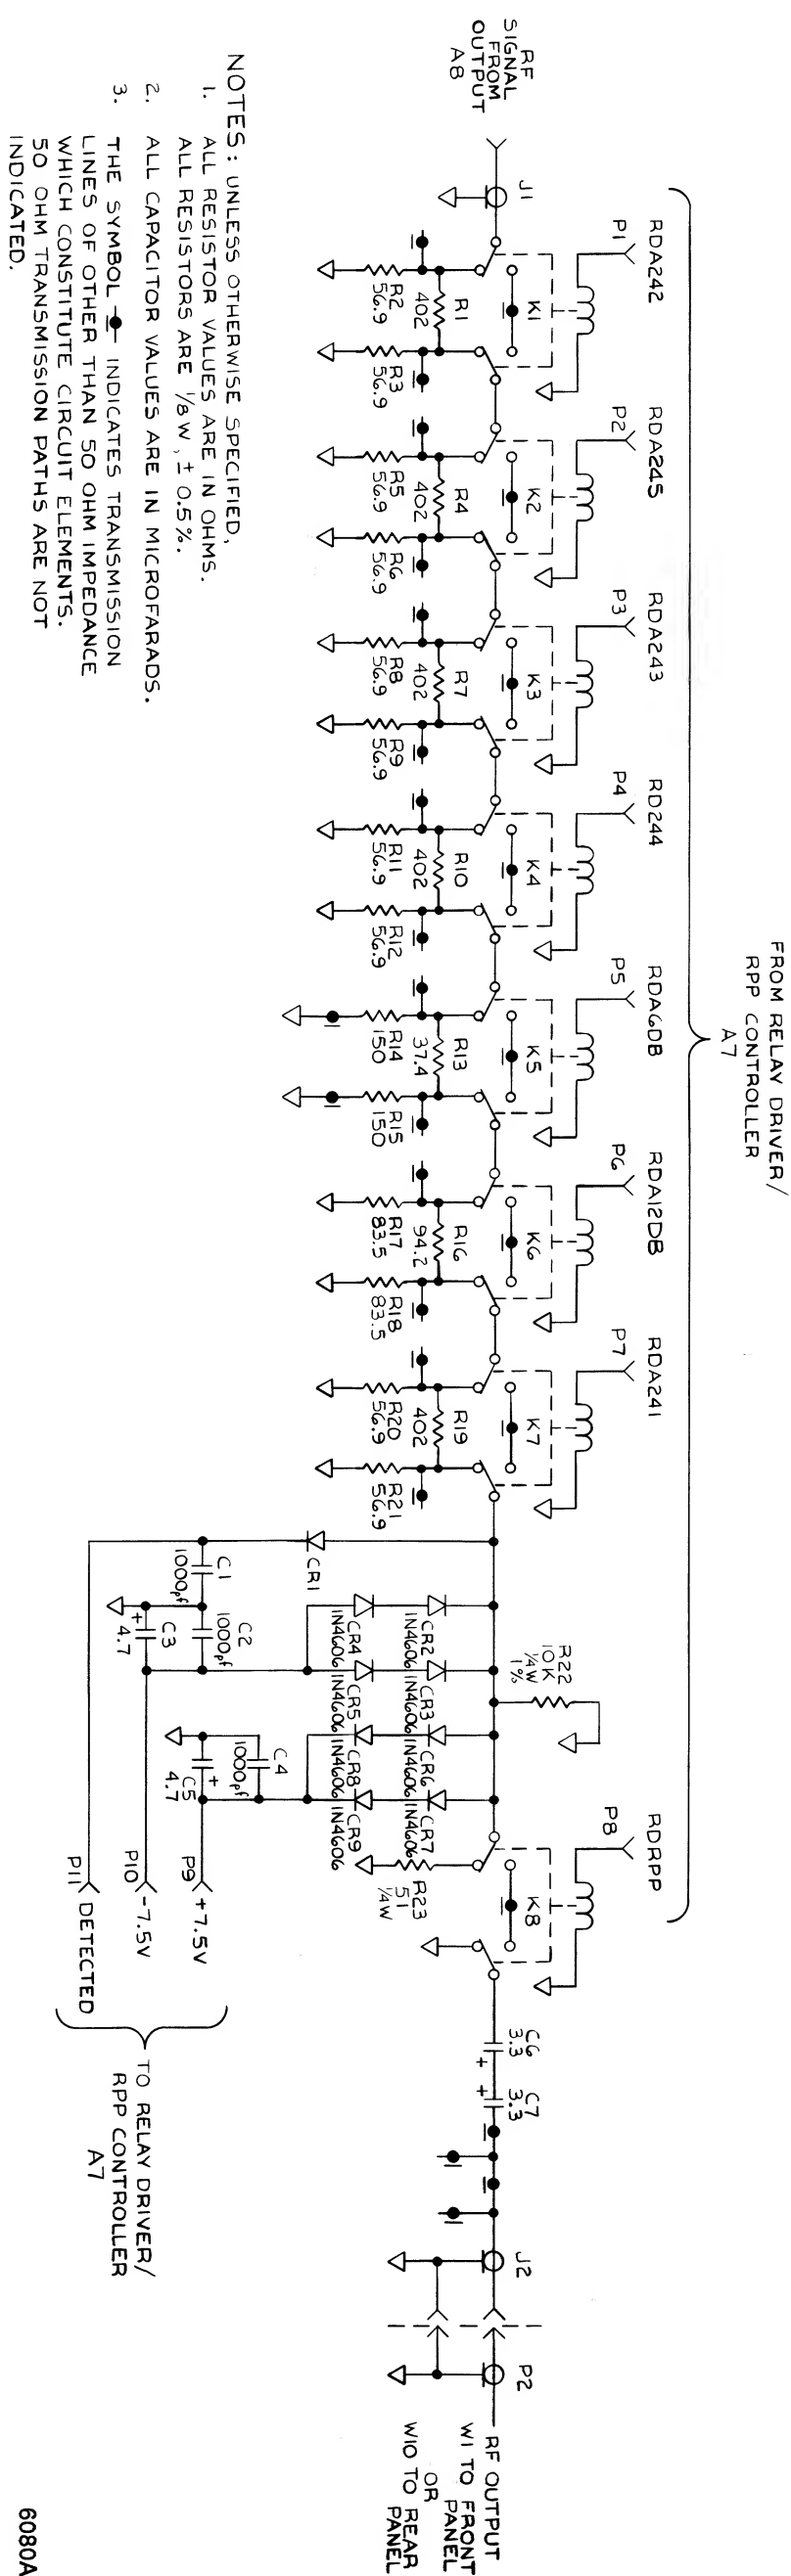 FROM RELAY DRIVER/
RPP CONTROLLER
A7
RDA242
RDA245
RDA243
RD244
RDA6DB
RDA12DB
RDA241
RDRPP
P1
P2
P3
P4
P5
P6
P7
P8
RF
SIGNAL
FROM
OUTPUT
A8
J1
K1
K2
K3
K4
K5
K6
K7
K8
R1
402
R2
56.9
R3
56.9
R4
402
R5
56.9
R6
56.9
R7
402
R8
56.9
R9
56.9
R10
402
R11
56.9
R12
56.9
R13
37.4
R14
150
R15
150
R16
94.2
R17
83.5
R18
83.5
R19
402
R20
56.9
R21
56.9
R22
10K
1/4W
1%
CR1
CR2
1N4606
CR3
1N4606
CR6
1N4606
CR7
1N4606
CR4
1N4606
CR5
1N4606
CR8
1N4606
CR9
1N4606
R23
51
1/4W
C1
1000pf
C2
1000pf
C3
+
4.7
C4
1000pf
C5
+
4.7
C6
3.3
+
C7
3.3
+
J2
P2
RF OUTPUT
W1 TO FRONT
PANEL
OR
W10 TO REAR
PANEL
P9
+7.5V
P10
-7.5V
P11
DETECTED
TO RELAY DRIVER/
RPP CONTROLLER
A7
NOTES: UNLESS OTHERWISE SPECIFIED,
1. ALL RESISTOR VALUES ARE IN OHMS.
ALL RESISTORS ARE 1/8W, ± 0.5%.
2. ALL CAPACITOR VALUES ARE IN MICROFARADS.
3. THE SYMBOL INDICATES TRANSMISSION
LINES OF OTHER THAN 50 OHM IMPEDANCE
WHICH CONSTITUTE CIRCUIT ELEMENTS.
50 OHM TRANSMISSION PATHS ARE NOT
INDICATED.
6080A